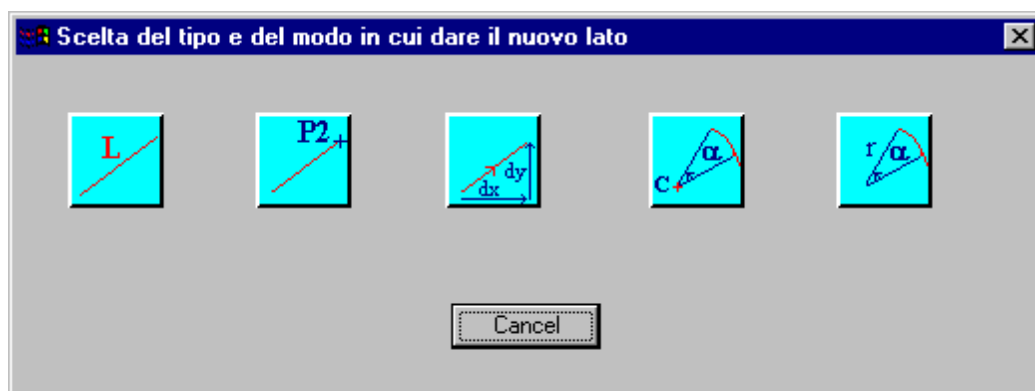 Scelta del tipo e del modo in cui dare il nuovo lato
L
P2
dx
dy
C
α
r
α
Cancel